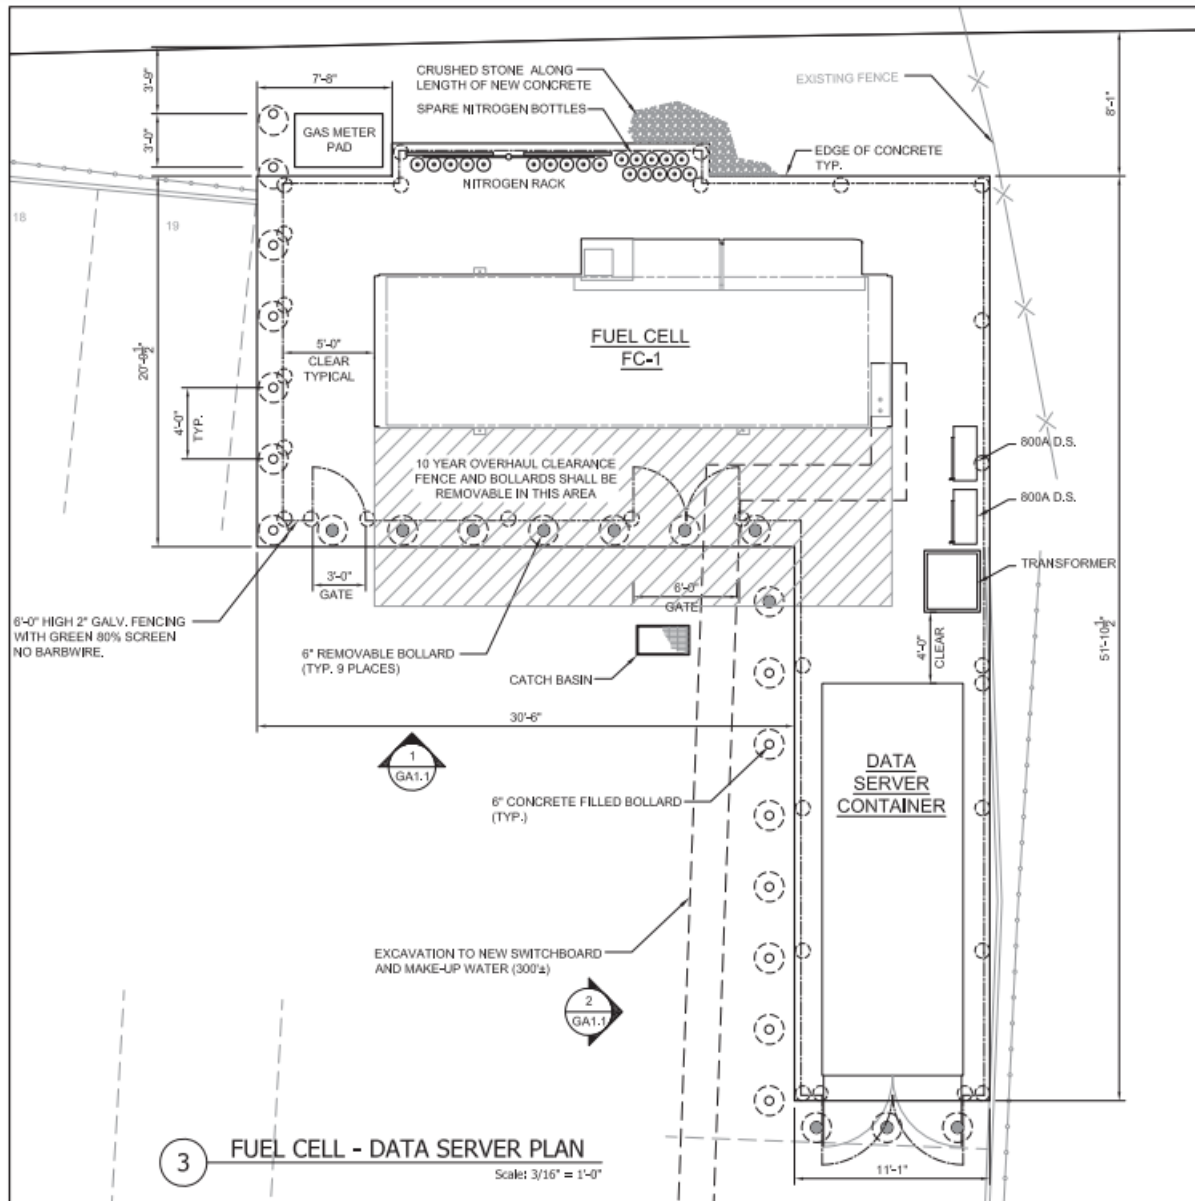 CRUSHED STONE ALONG
LENGTH OF NEW CONCRETE
SPARE NITROGEN BOTTLES
EXISTING FENCE
3'-9"
7'-8"
8'-1"
GAS METER
PAD
3'-0"
EDGE OF CONCRETE
TYP.
NITROGEN RACK
18
19
FUEL CELL
FC-1
5'-0"
CLEAR
TYPICAL
20'-9½"
4'-0"
TYP.
800A D.S.
10 YEAR OVERHAUL CLEARANCE
FENCE AND BOLLARDS SHALL BE
REMOVABLE IN THIS AREA
800A D.S.
TRANSFORMER
3'-0"
GATE
6'-0"
GATE
6'-0" HIGH 2" GALV. FENCING
WITH GREEN 80% SCREEN
NO BARBWIRE.
6" REMOVABLE BOLLARD
(TYP. 9 PLACES)
CATCH BASIN
4'-0"
CLEAR
51'-10½"
30'-6"
1
GA1.1
DATA
SERVER
CONTAINER
6" CONCRETE FILLED BOLLARD
(TYP.)
EXCAVATION TO NEW SWITCHBOARD
AND MAKE-UP WATER (300'±)
2
GA1.1
3
FUEL CELL - DATA SERVER PLAN
Scale: 3/16" = 1'-0"
11'-1"